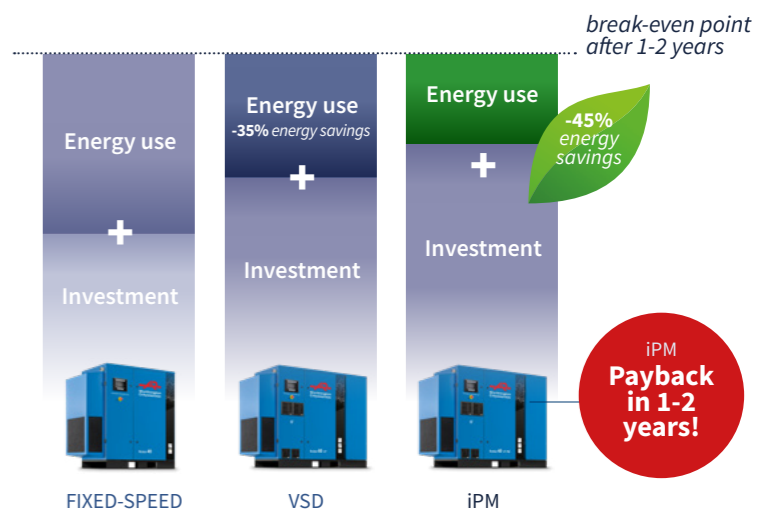 break-even point
after 1-2 years
Energy use
+
Investment
FIXED-SPEED
Energy use
-35% energy savings
+
Investment
VSD
Energy use
+
Investment
iPM
-45%
energy
savings
iPM
Payback
in 1-2
years!